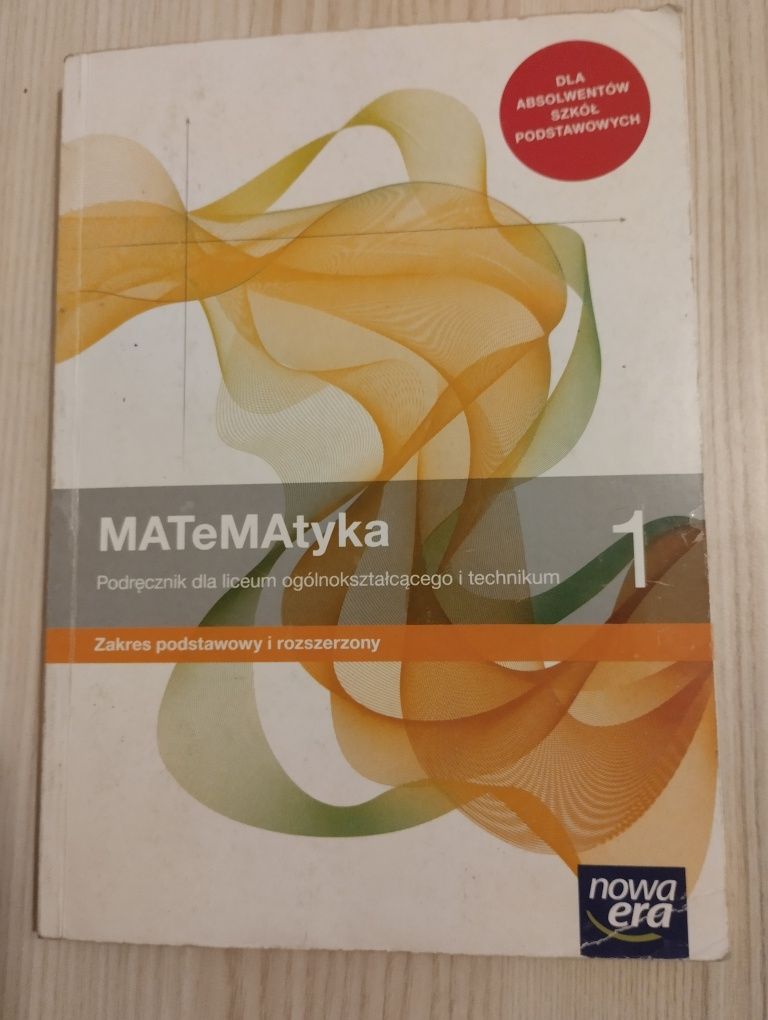 DLA
ABSOLWENTÓW
SZKÓŁ
PODSTAWOWYCH
MATeMAtyka
1
Podręcznik dla liceum ogólnokształcącego i technikum
Zakres podstawowy i rozszerzony
nowa
era